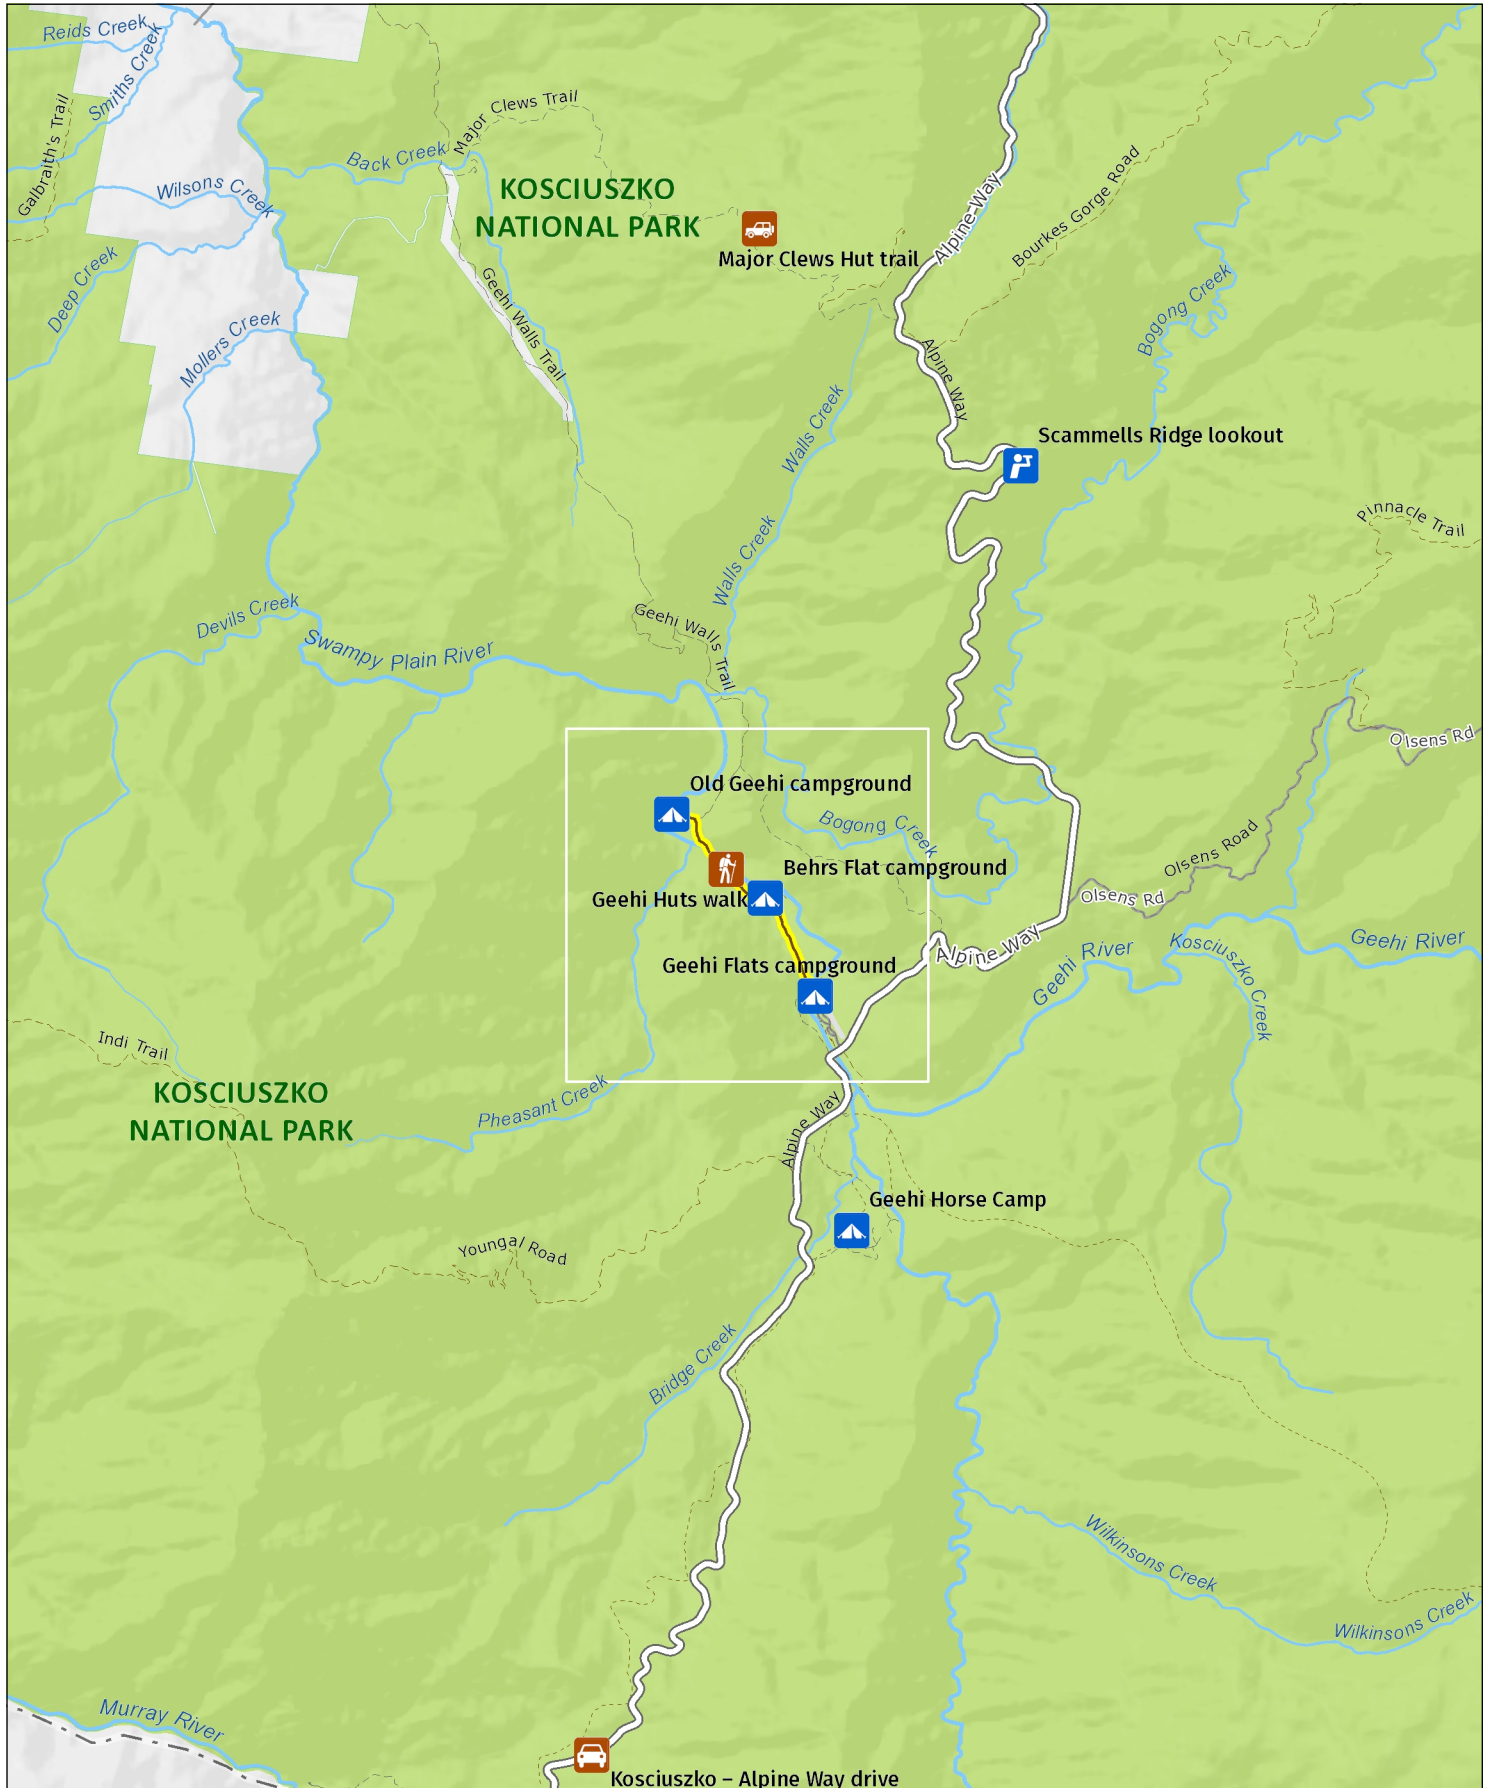 Reids Creek
Smiths Creek
Galbraith's Trail
Major Clews Trail
Back Creek
Wilsons Creek
KOSCIUSZKO
NATIONAL PARK
Major Clews Hut trail
Alpine Way
Bourkes Gorge Road
Deep Creek
Mollers Creek
Geehi Walls Trail
Bogong Creek
Alpine Way
Walls Creek
Scammells Ridge lookout
Pinnacle Trail
Walls Creek
Devils Creek
Swampy Plain River
Geehi Walls Trail
Olsens Rd
Old Geehi campground
Bogong Creek
Olsens Road
Behrs Flat campground
Geehi Huts walk
Olsens Rd
Alpine Way
Geehi River
Kosciuszko Creek
Geehi River
Geehi Flats campground
Indi Trail
KOSCIUSZKO
NATIONAL PARK
Pheasant Creek
Alpine Way
Geehi Horse Camp
Youngal Road
Bridge Creek
Wilkinsons Creek
Wilkinsons Creek
Murray River
Kosciuszko – Alpine Way drive